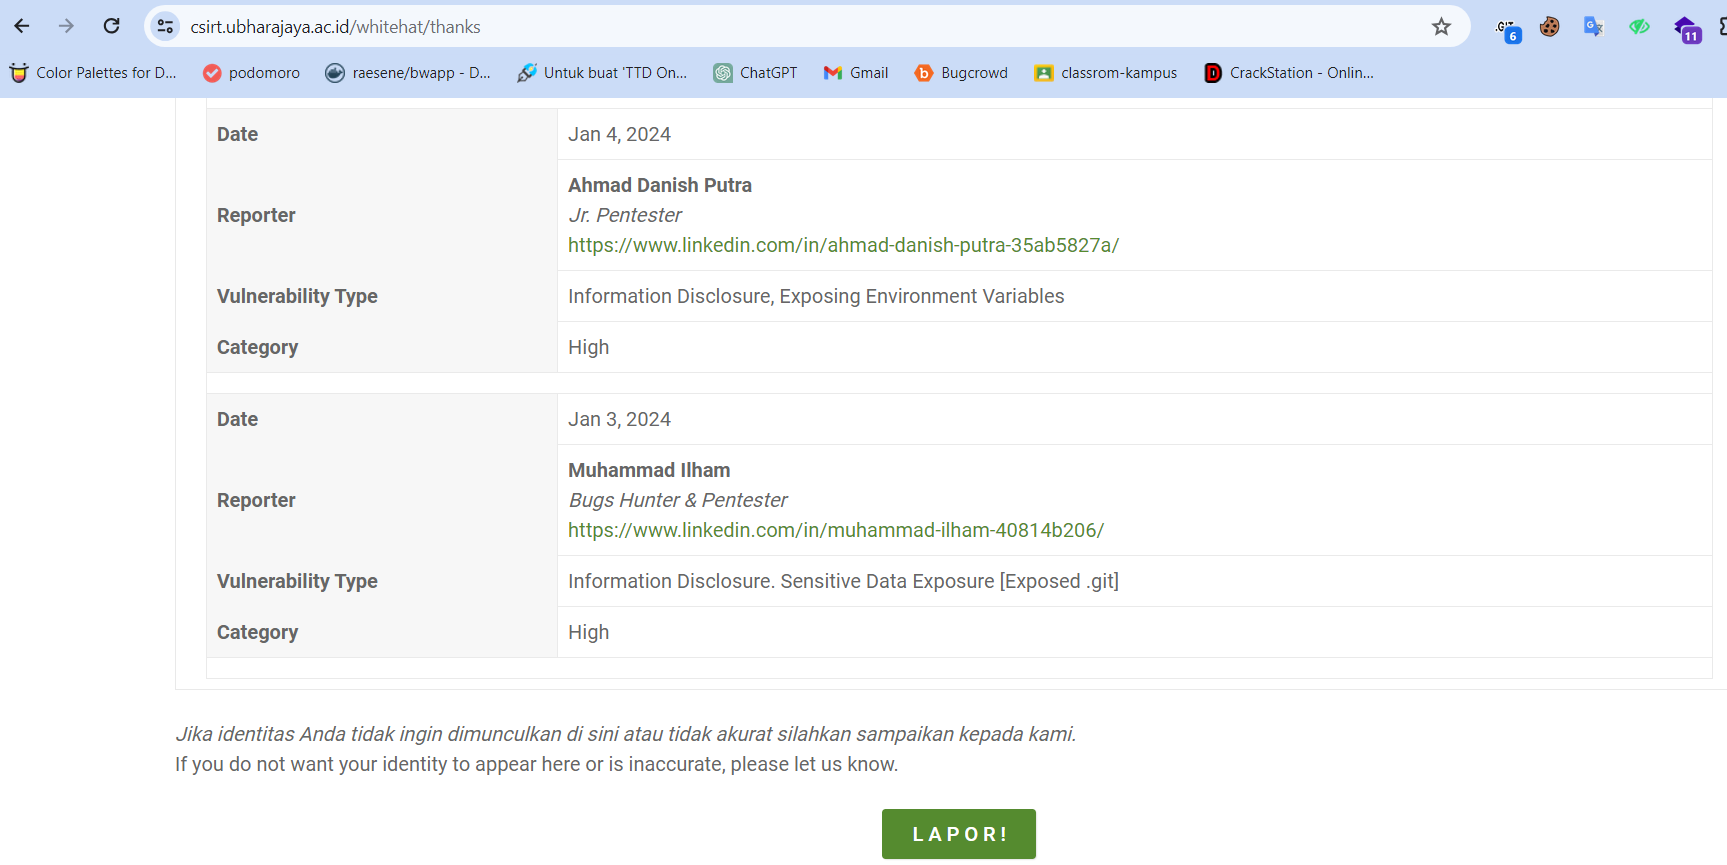 csirt.ubharajaya.ac.id/whitehat/thanks
.GIT 6 11
Color Palettes for D... podomoro raesene/bwapp - D... Untuk buat 'TTD On... ChatGPT Gmail Bugcrowd classrom-kampus CrackStation - Onlin...
Date Jan 4, 2024
Ahmad Danish Putra
Reporter Jr. Pentester
https://www.linkedin.com/in/ahmad-danish-putra-35ab5827a/
Vulnerability Type Information Disclosure, Exposing Environment Variables
Category High
Date Jan 3, 2024
Muhammad Ilham
Reporter Bugs Hunter & Pentester
https://www.linkedin.com/in/muhammad-ilham-40814b206/
Vulnerability Type Information Disclosure. Sensitive Data Exposure [Exposed .git]
Category High
Jika identitas Anda tidak ingin dimunculkan di sini atau tidak akurat silahkan sampaikan kepada kami.
If you do not want your identity to appear here or is inaccurate, please let us know.
LAPOR!